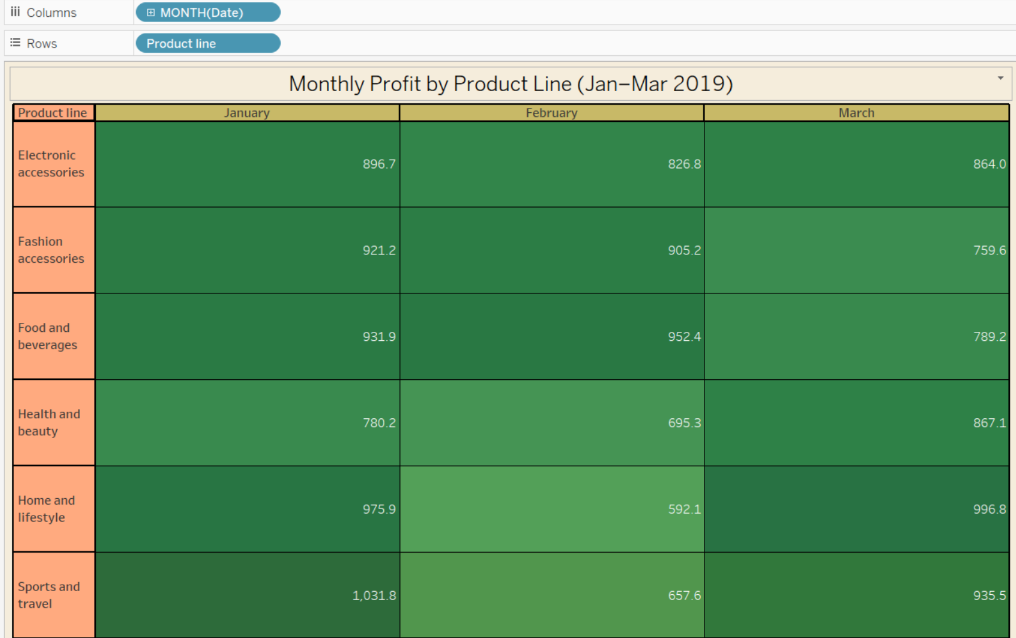 Columns MONTH(Date)
Rows Product line
Monthly Profit by Product Line (Jan–Mar 2019)
Product line January February March
Electronic
accessories 896.7 826.8 864.0
Fashion
accessories 921.2 905.2 759.6
Food and
beverages 931.9 952.4 789.2
Health and
beauty 780.2 695.3 867.1
Home and
lifestyle 975.9 592.1 996.8
Sports and
travel 1,031.8 657.6 935.5